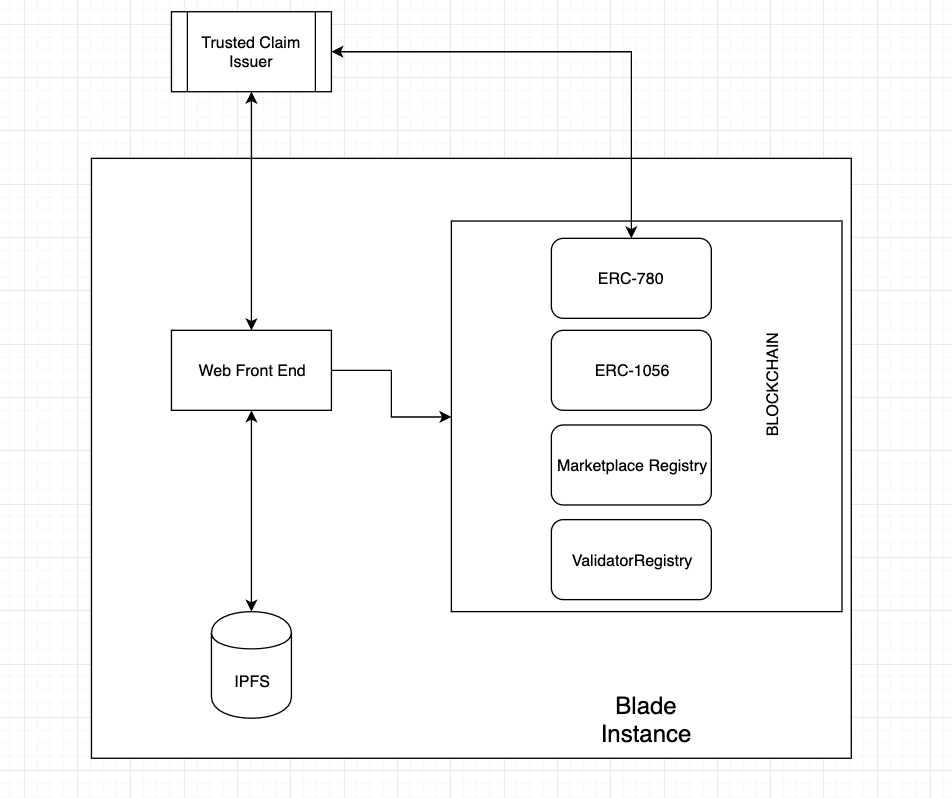 Trusted Claim
Issuer
ERC-780
Web Front End
ERC-1056
BLOCKCHAIN
Marketplace Registry
ValidatorRegistry
IPFS
Blade
Instance